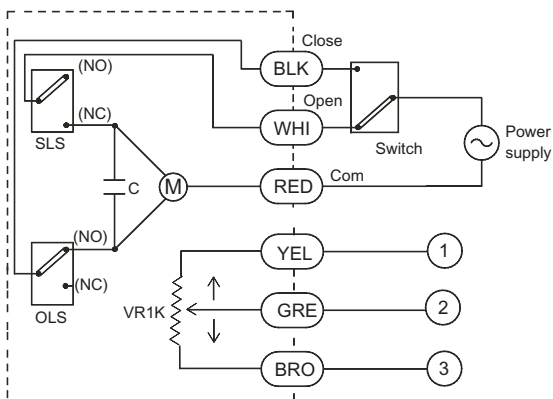 Close
(NO)
BLK
Open
(NC)
WHI
SLS
Switch
Power
supply
C
M
RED
Com
(NO)
YEL
1
(NC)
OLS
VR1K
GRE
2
BRO
3